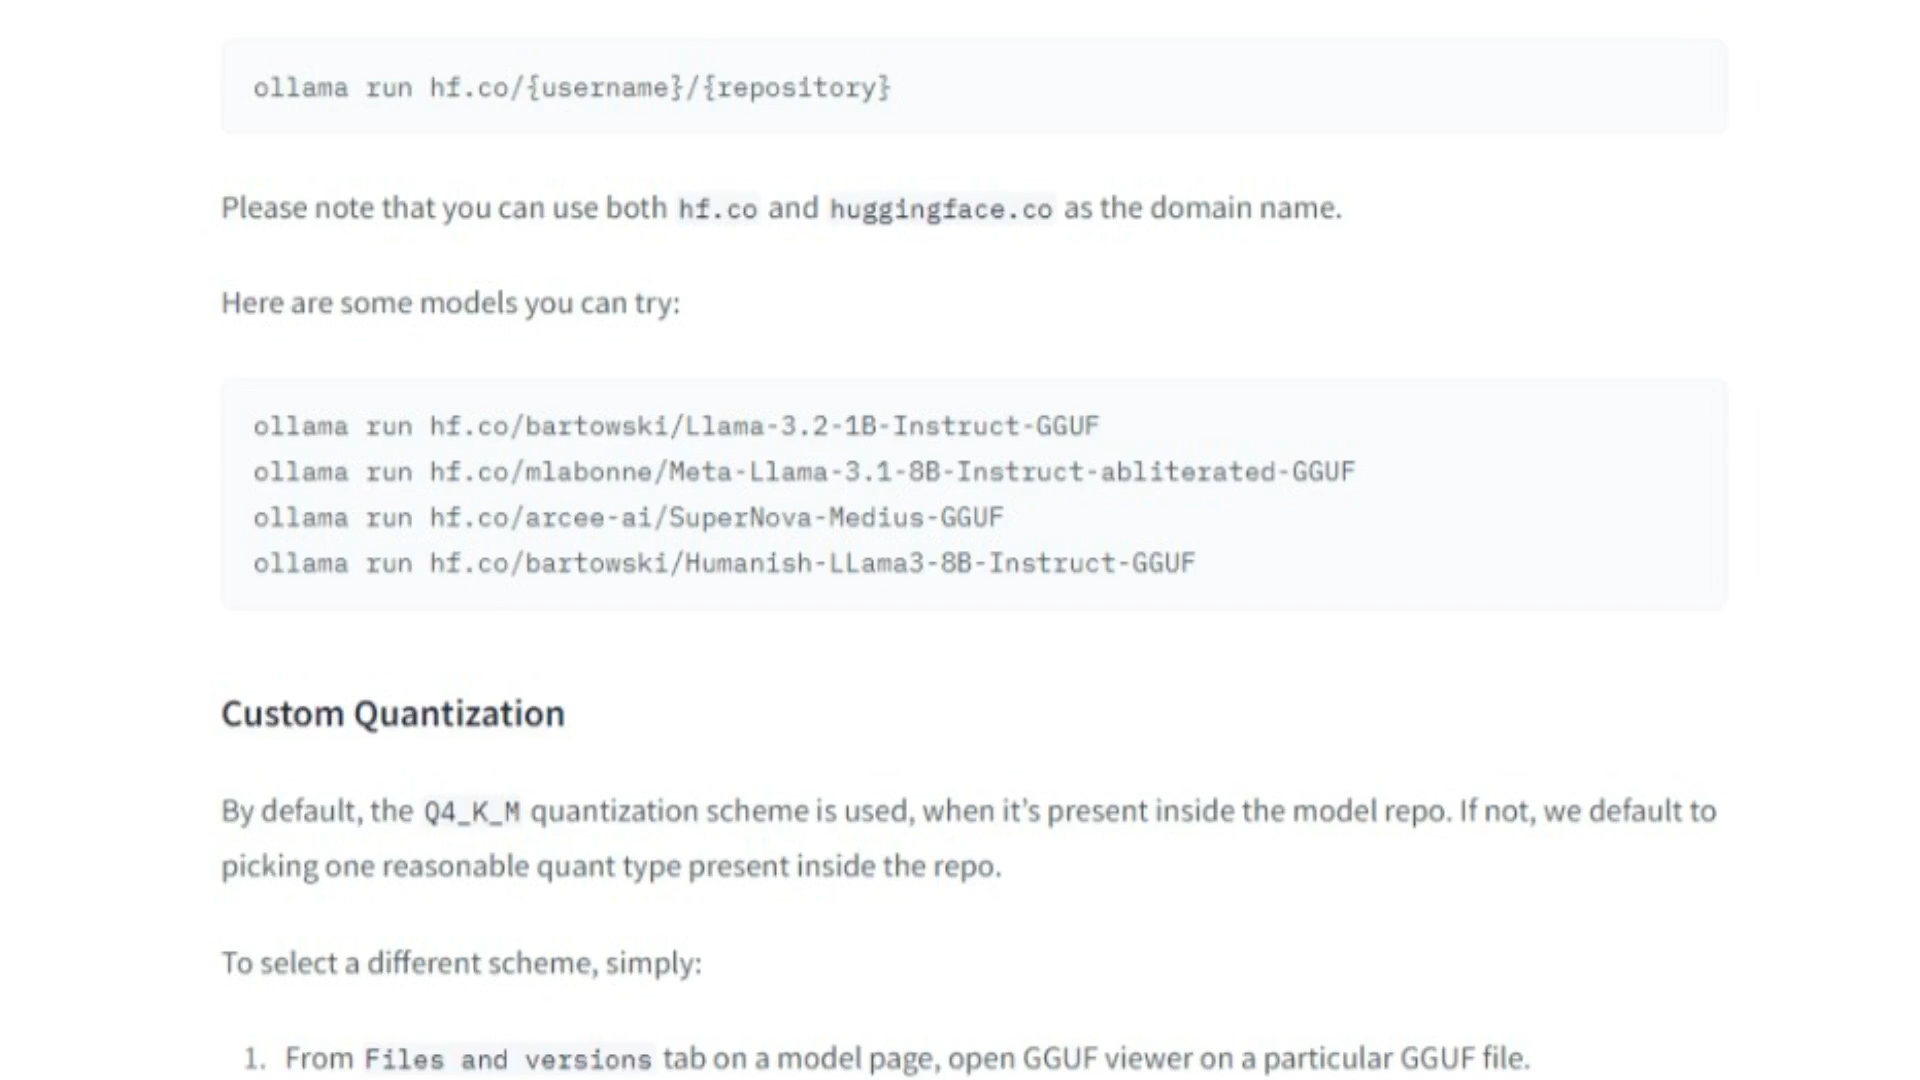 ollama run hf.co/{username}/{repository}
Please note that you can use both hf.co and huggingface.co as the domain name.
Here are some models you can try:
ollama run hf.co/bartowski/Llama-3.2-1B-Instruct-GGUF
ollama run hf.co/mlabonne/Meta-Llama-3.1-8B-Instruct-abliterated-GGUF
ollama run hf.co/arcee-ai/SuperNova-Medius-GGUF
ollama run hf.co/bartowski/Humanish-LLama3-8B-Instruct-GGUF
Custom Quantization
By default, the Q4_K_M quantization scheme is used, when it’s present inside the model repo. If not, we default to
picking one reasonable quant type present inside the repo.
To select a different scheme, simply:
1. From Files and versions tab on a model page, open GGUF viewer on a particular GGUF file.